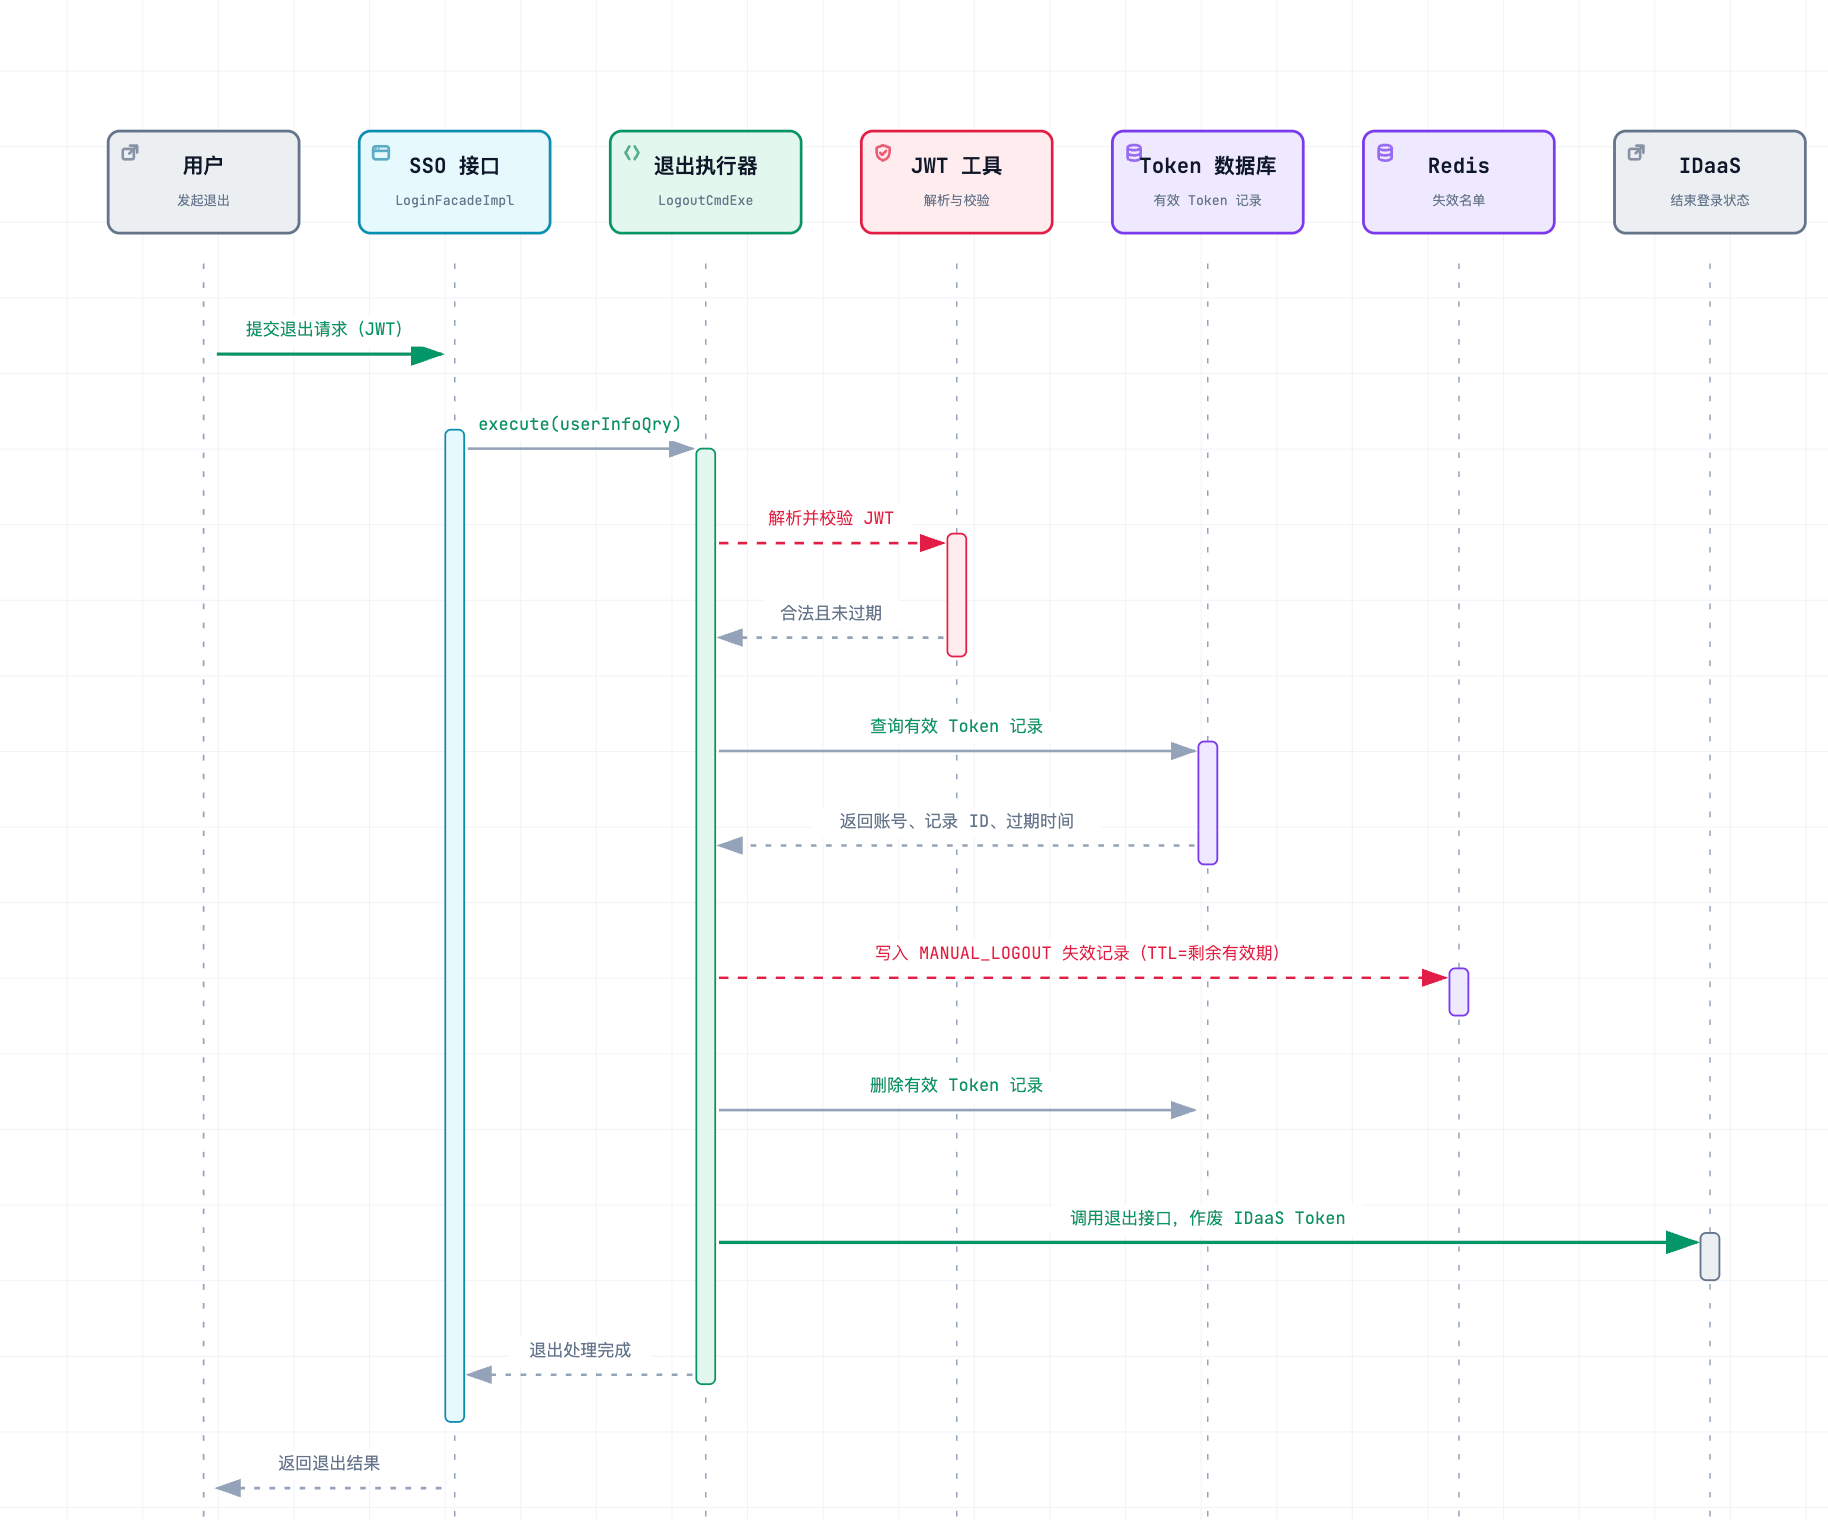 用户
发起退出
SSO 接口
LoginFacadeImpl
退出执行器
LogoutCmdExe
JWT 工具
解析与校验
Token 数据库
有效 Token 记录
Redis
失效名单
IDaaS
结束登录状态
提交退出请求（JWT）
execute(userInfoQry)
解析并校验 JWT
合法且未过期
查询有效 Token 记录
返回账号、记录 ID、过期时间
写入 MANUAL_LOGOUT 失效记录（TTL=剩余有效期）
删除有效 Token 记录
调用退出接口，作废 IDaaS Token
退出处理完成
返回退出结果